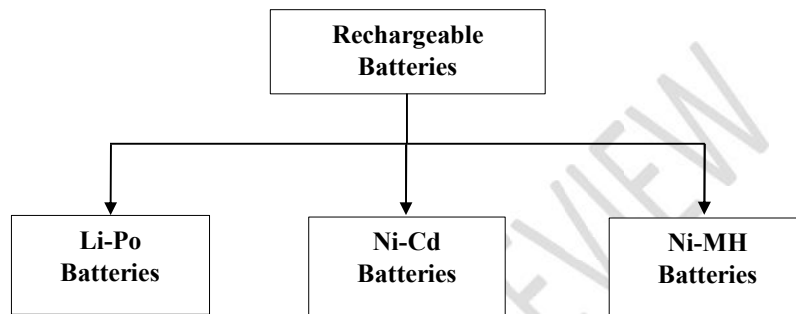 Rechargeable
Batteries
Li-Po
Batteries
Ni-Cd
Batteries
Ni-MH
Batteries